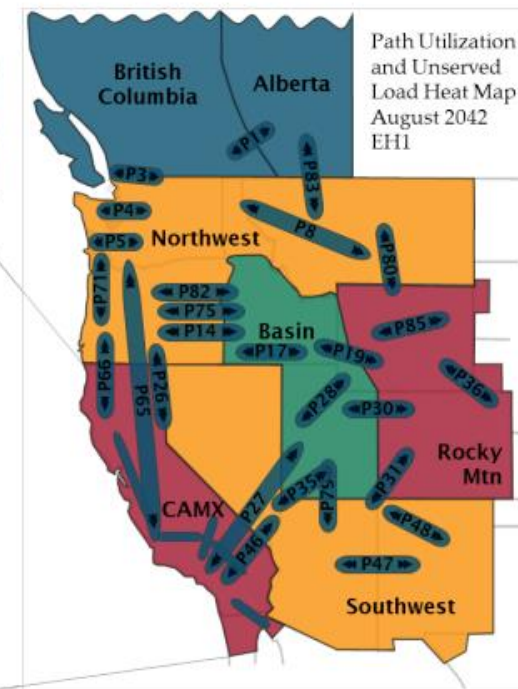 Path Utilization
and Unserved
Load Heat Map
August 2042
EH1
British
Columbia
Alberta
P1
P3
P83
P4
P8
P5
Northwest
P80
P71
P82
P75
P85
P14
Basin
P17
P19
P66
P65
P26
P36
P28
P30
Rocky
Mtn
P31
P35
P27
CAMX
P48
P46
P47
Southwest